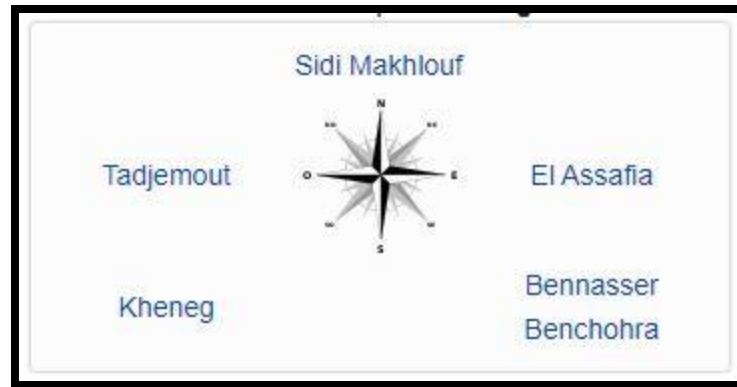 Sidi Makhlouf
N
Tadjemout
O
E
El Assafia
S
Kheneg
Bennasser
Benchohra